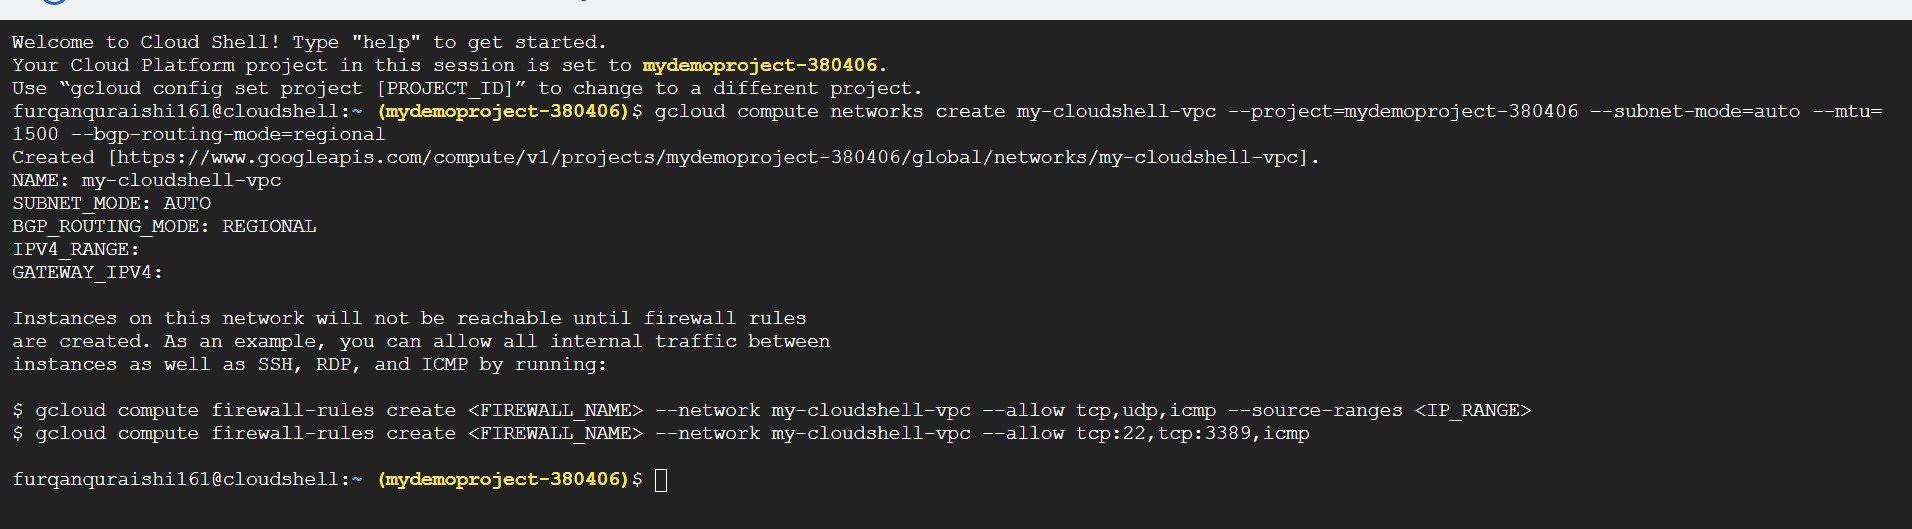 Welcome to Cloud Shell! Type "help" to get started.
Your Cloud Platform project in this session is set to mydemoproject-380406.
Use “gcloud config set project [PROJECT_ID]” to change to a different project.
furqanquraishi161@cloudshell:~ (mydemoproject-380406)$ gcloud compute networks create my-cloudshell-vpc --project=mydemoproject-380406 --subnet-mode=auto --mtu=
1500 --bgp-routing-mode=regional
Created [https://www.googleapis.com/compute/v1/projects/mydemoproject-380406/global/networks/my-cloudshell-vpc].
NAME: my-cloudshell-vpc
SUBNET_MODE: AUTO
BGP_ROUTING_MODE: REGIONAL
IPV4_RANGE:
GATEWAY_IPV4:
Instances on this network will not be reachable until firewall rules
are created. As an example, you can allow all internal traffic between
instances as well as SSH, RDP, and ICMP by running:
$ gcloud compute firewall-rules create <FIREWALL_NAME> --network my-cloudshell-vpc --allow tcp,udp,icmp --source-ranges <IP_RANGE>
$ gcloud compute firewall-rules create <FIREWALL_NAME> --network my-cloudshell-vpc --allow tcp:22,tcp:3389,icmp
furqanquraishi161@cloudshell:~ (mydemoproject-380406)$